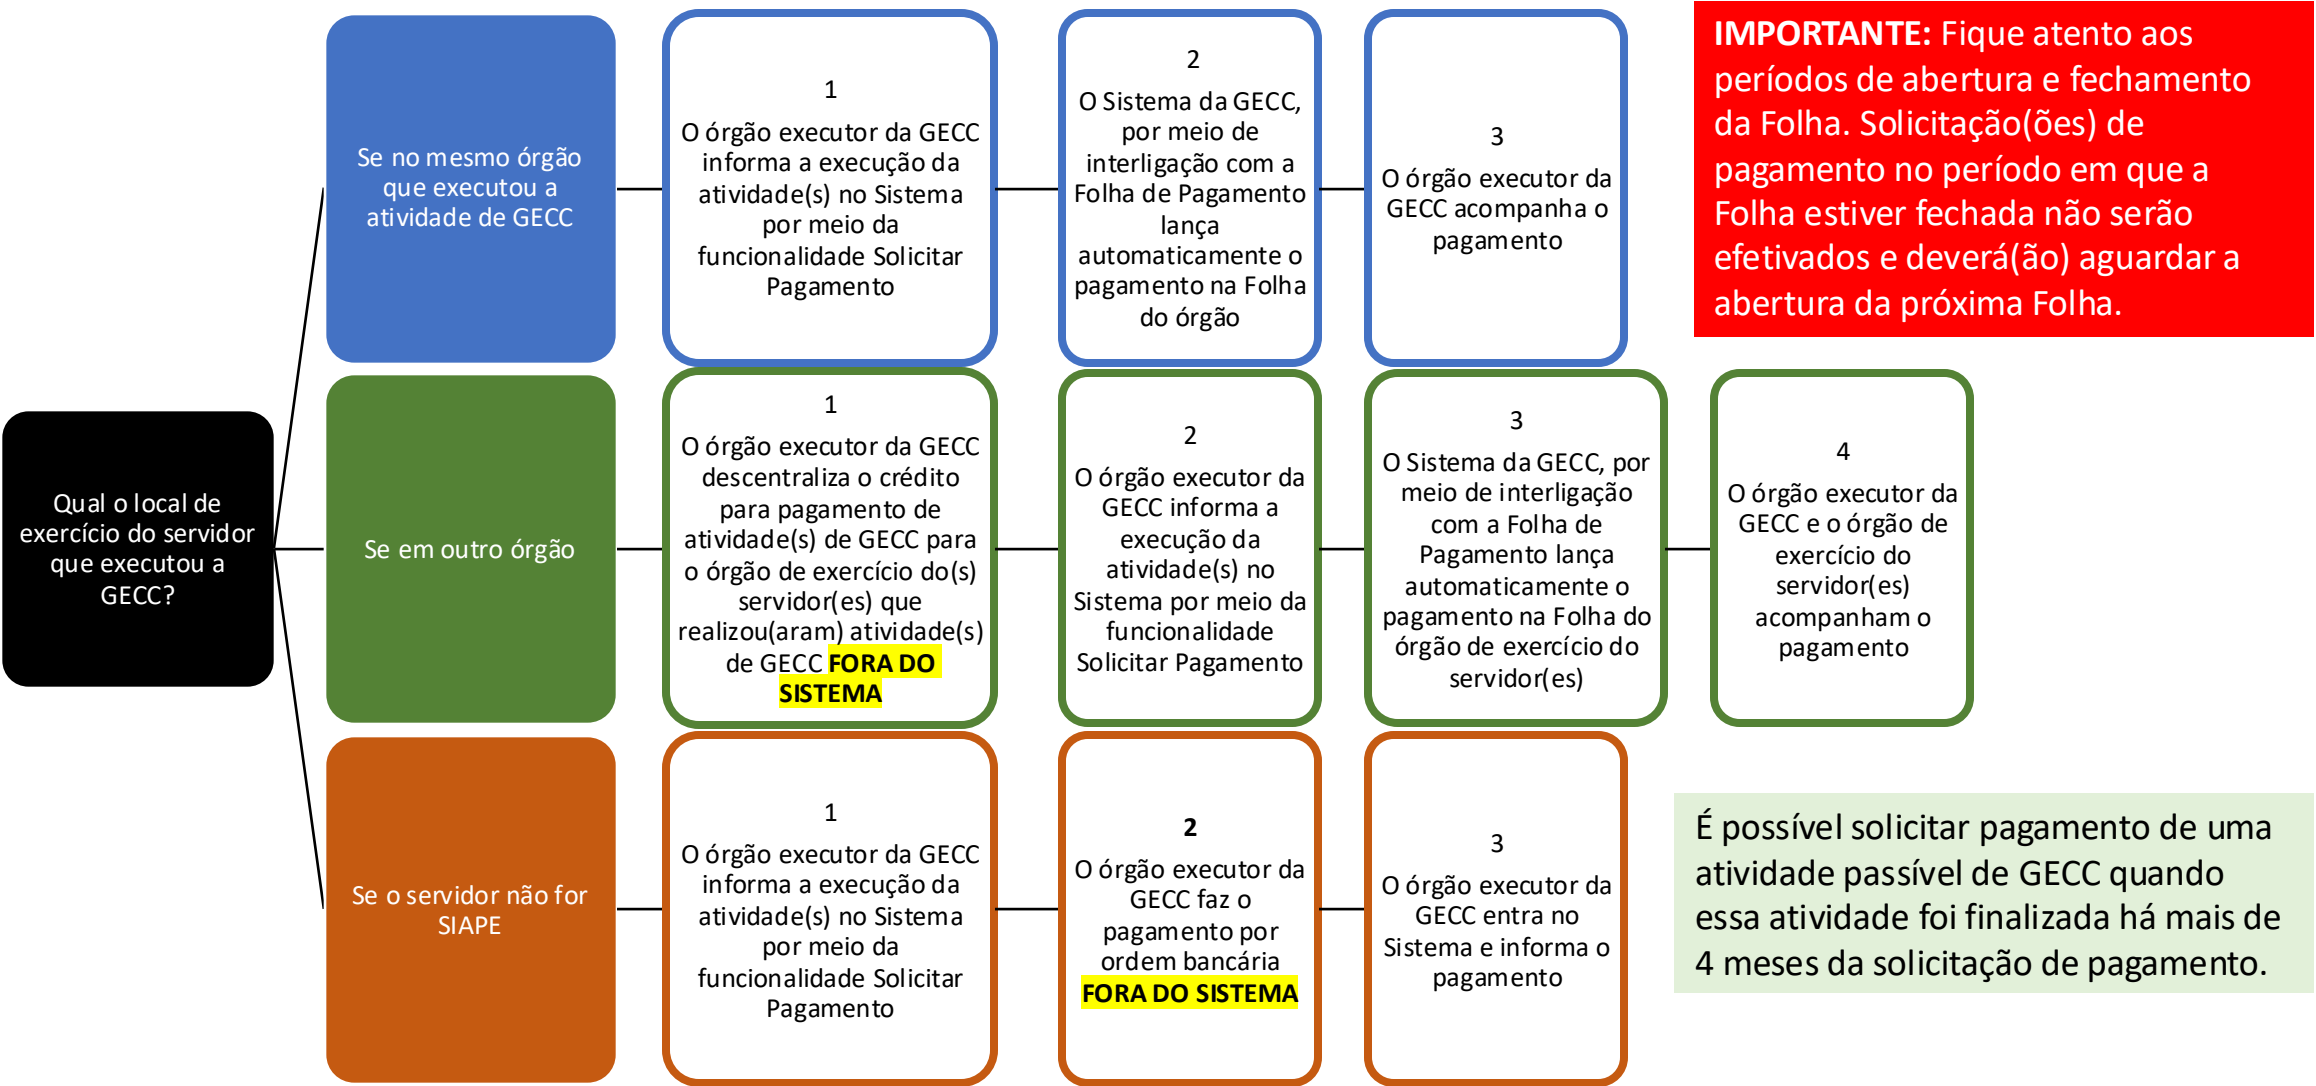 Qual o local de
exercício do servidor
que executou a
GECC?
Se no mesmo órgão
que executou a
atividade de GECC
1
O órgão executor da GECC
informa a execução da
atividade(s) no Sistema
por meio da
funcionalidade Solicitar
Pagamento
2
O Sistema da GECC,
por meio de
interligação com a
Folha de Pagamento
lança
automaticamente o
pagamento na Folha
do órgão
3
O órgão executor da
GECC acompanha o
pagamento
IMPORTANTE: Fique atento aos
períodos de abertura e fechamento
da Folha. Solicitação(ões) de
pagamento no período em que a
Folha estiver fechada não serão
efetivados e deverá(ão) aguardar a
abertura da próxima Folha.
Se em outro órgão
1
O órgão executor da GECC
descentraliza o crédito
para pagamento de
atividade(s) de GECC para
o órgão de exercício do(s)
servidor(es) que
realizou(aram) atividade(s)
de GECC FORA DO
SISTEMA
2
O órgão executor da
GECC informa a
execução da
atividade(s) no
Sistema por meio da
funcionalidade
Solicitar Pagamento
3
O Sistema da GECC, por
meio de interligação
com a Folha de
Pagamento lança
automaticamente o
pagamento na Folha do
órgão de exercício do
servidor(es)
4
O órgão executor da
GECC e o órgão de
exercício do
servidor(es)
acompanham o
pagamento
Se o servidor não for
SIAPE
1
O órgão executor da GECC
informa a execução da
atividade(s) no Sistema
por meio da
funcionalidade Solicitar
Pagamento
2
O órgão executor da
GECC faz o
pagamento por
ordem bancária
FORA DO SISTEMA
3
O órgão executor da
GECC entra no
Sistema e informa o
pagamento
É possível solicitar pagamento de uma
atividade passível de GECC quando
essa atividade foi finalizada há mais de
4 meses da solicitação de pagamento.